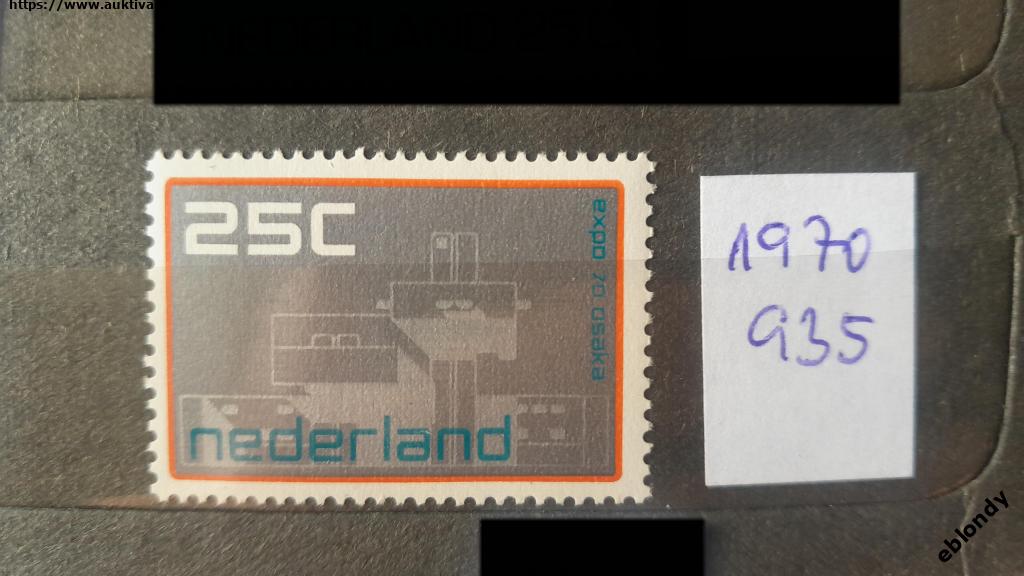 https://www.auktiva
25C
expo 70 osaka
nederland
1970
935
eblondy